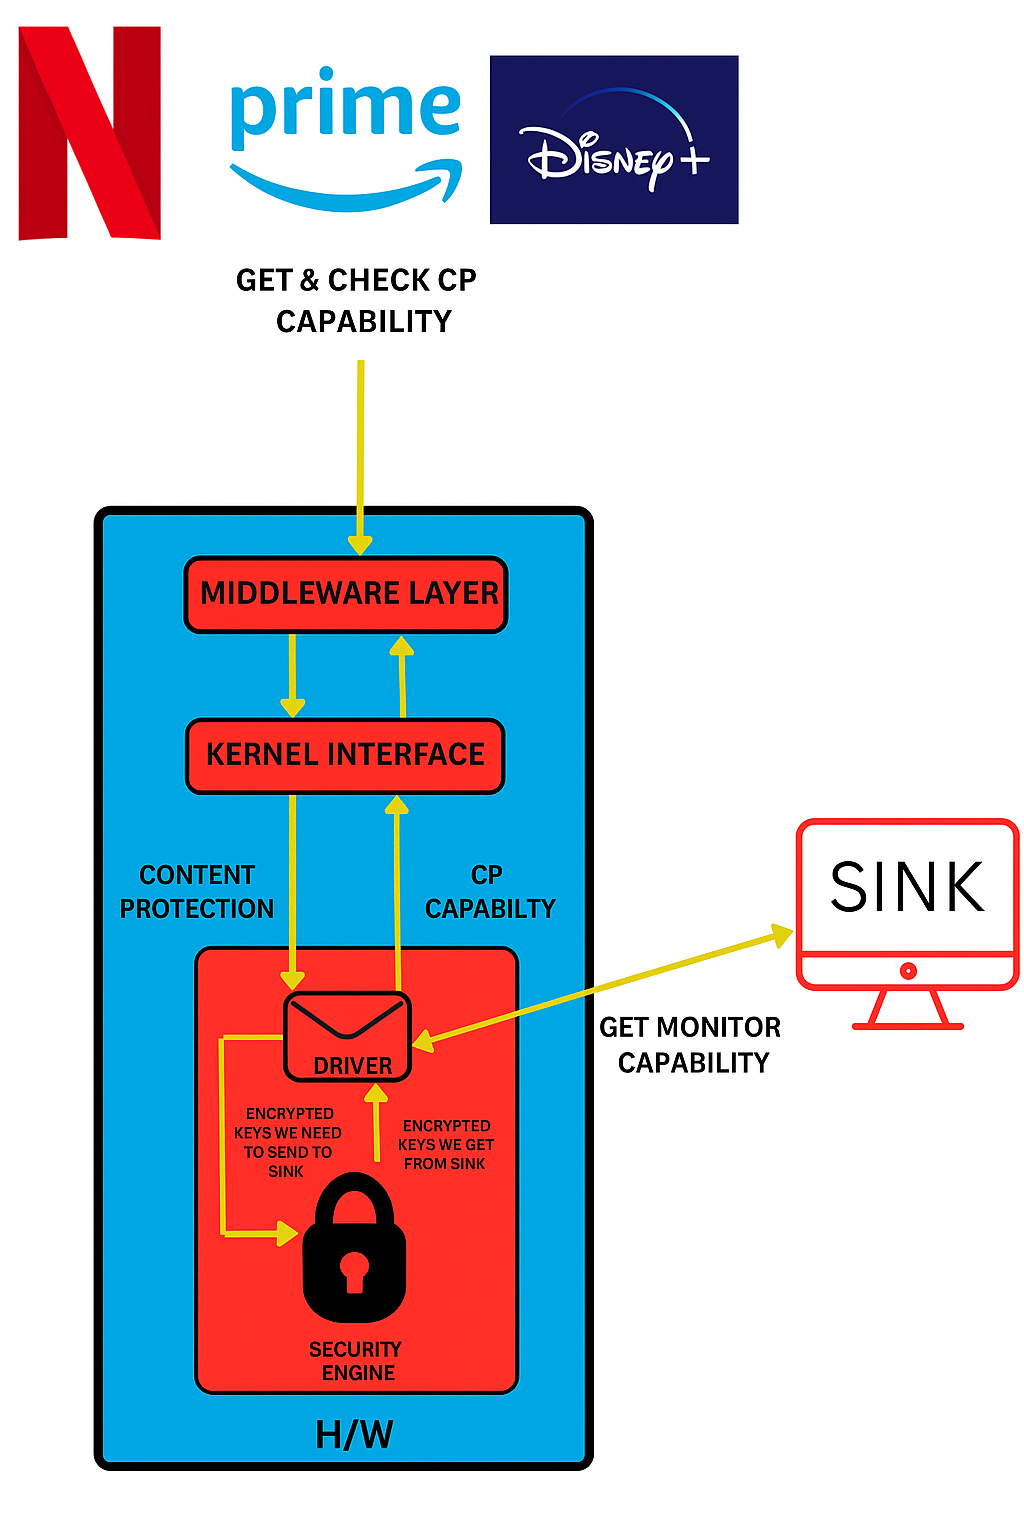 N
prime
Disney+
GET & CHECK CP
CAPABILITY
MIDDLEWARE LAYER
KERNEL INTERFACE
CONTENT
PROTECTION
CP
CAPABILTY
SINK
GET MONITOR
CAPABILITY
DRIVER
ENCRYPTED
KEYS WE NEED
TO SEND TO
SINK
ENCRYPTED
KEYS WE GET
FROM SINK
SECURITY
ENGINE
H/W